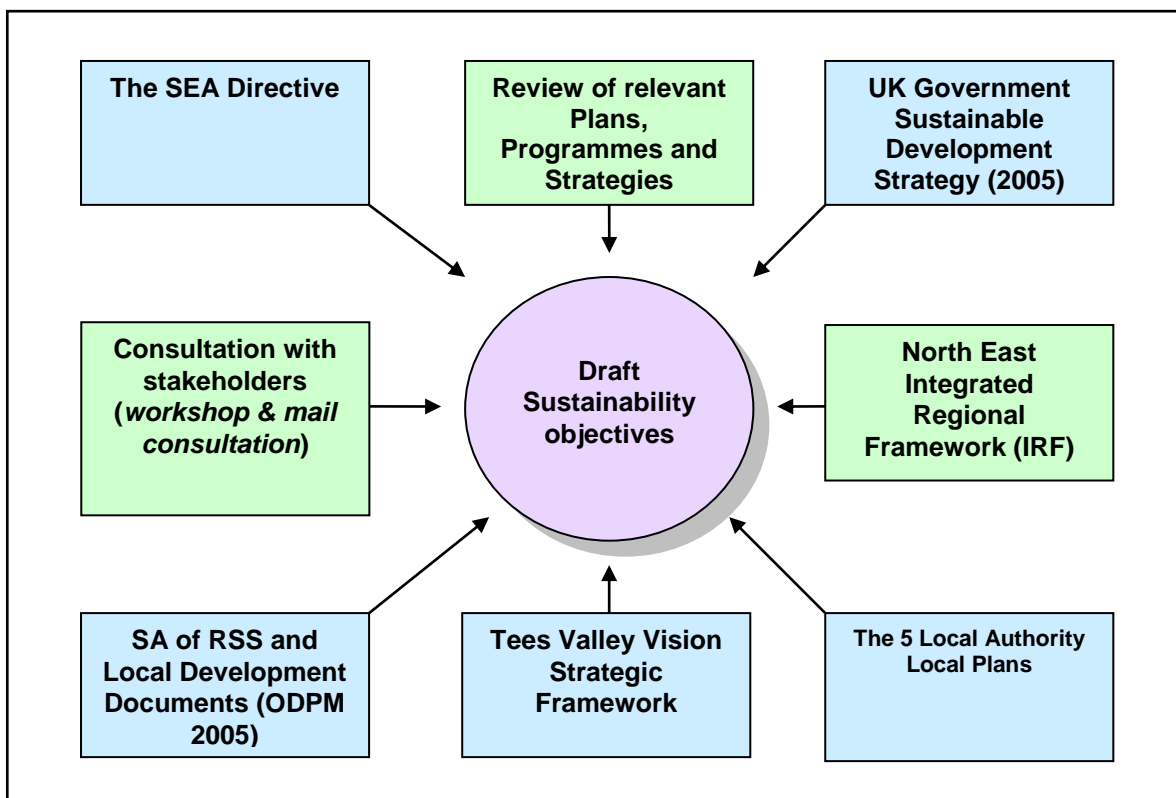 The SEA Directive
Review of relevant
Plans,
Programmes and
Strategies
UK Government
Sustainable
Development
Strategy (2005)
Consultation with
stakeholders
(workshop & mail
consultation)
Draft
Sustainability
objectives
North East
Integrated
Regional
Framework (IRF)
SA of RSS and
Local Development
Documents (ODPM
2005)
Tees Valley Vision
Strategic
Framework
The 5 Local Authority
Local Plans